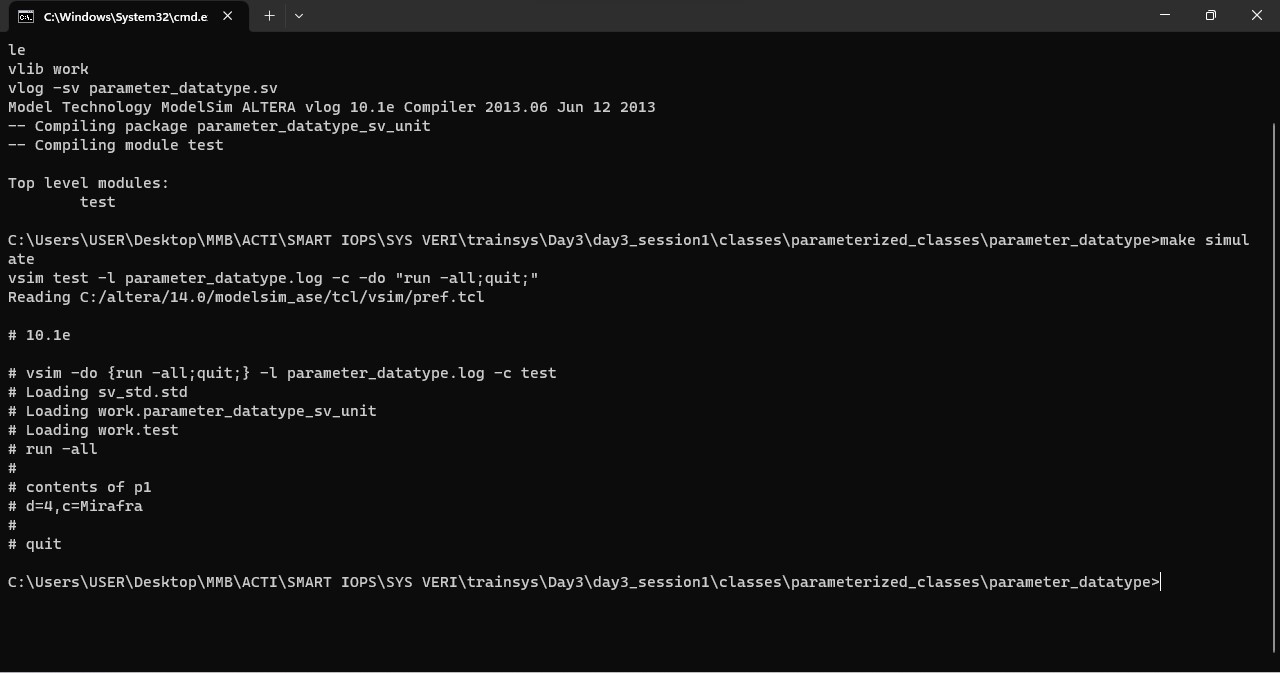 C:\Windows\System32\cmd.e
le
vlib work
vlog -sv parameter_datatype.sv
Model Technology ModelSim ALTERA vlog 10.1e Compiler 2013.06 Jun 12 2013
-- Compiling package parameter_datatype_sv_unit
-- Compiling module test
Top level modules:
test
C:\Users\USER\Desktop\MMB\ACTI\SMART IOPS\SYS VERI\trainsys\Day3\day3_session1\classes\parameterized_classes\parameter_datatype>make simul
ate
vsim test -l parameter_datatype.log -c -do "run -all;quit;"
Reading C:/altera/14.0/modelsim_ase/tcl/vsim/pref.tcl
# 10.1e
# vsim -do {run -all;quit;} -l parameter_datatype.log -c test
# Loading sv_std.std
# Loading work.parameter_datatype_sv_unit
# Loading work.test
# run -all
#
# contents of p1
# d=4,c=Mirafra
#
# quit
C:\Users\USER\Desktop\MMB\ACTI\SMART IOPS\SYS VERI\trainsys\Day3\day3_session1\classes\parameterized_classes\parameter_datatype>